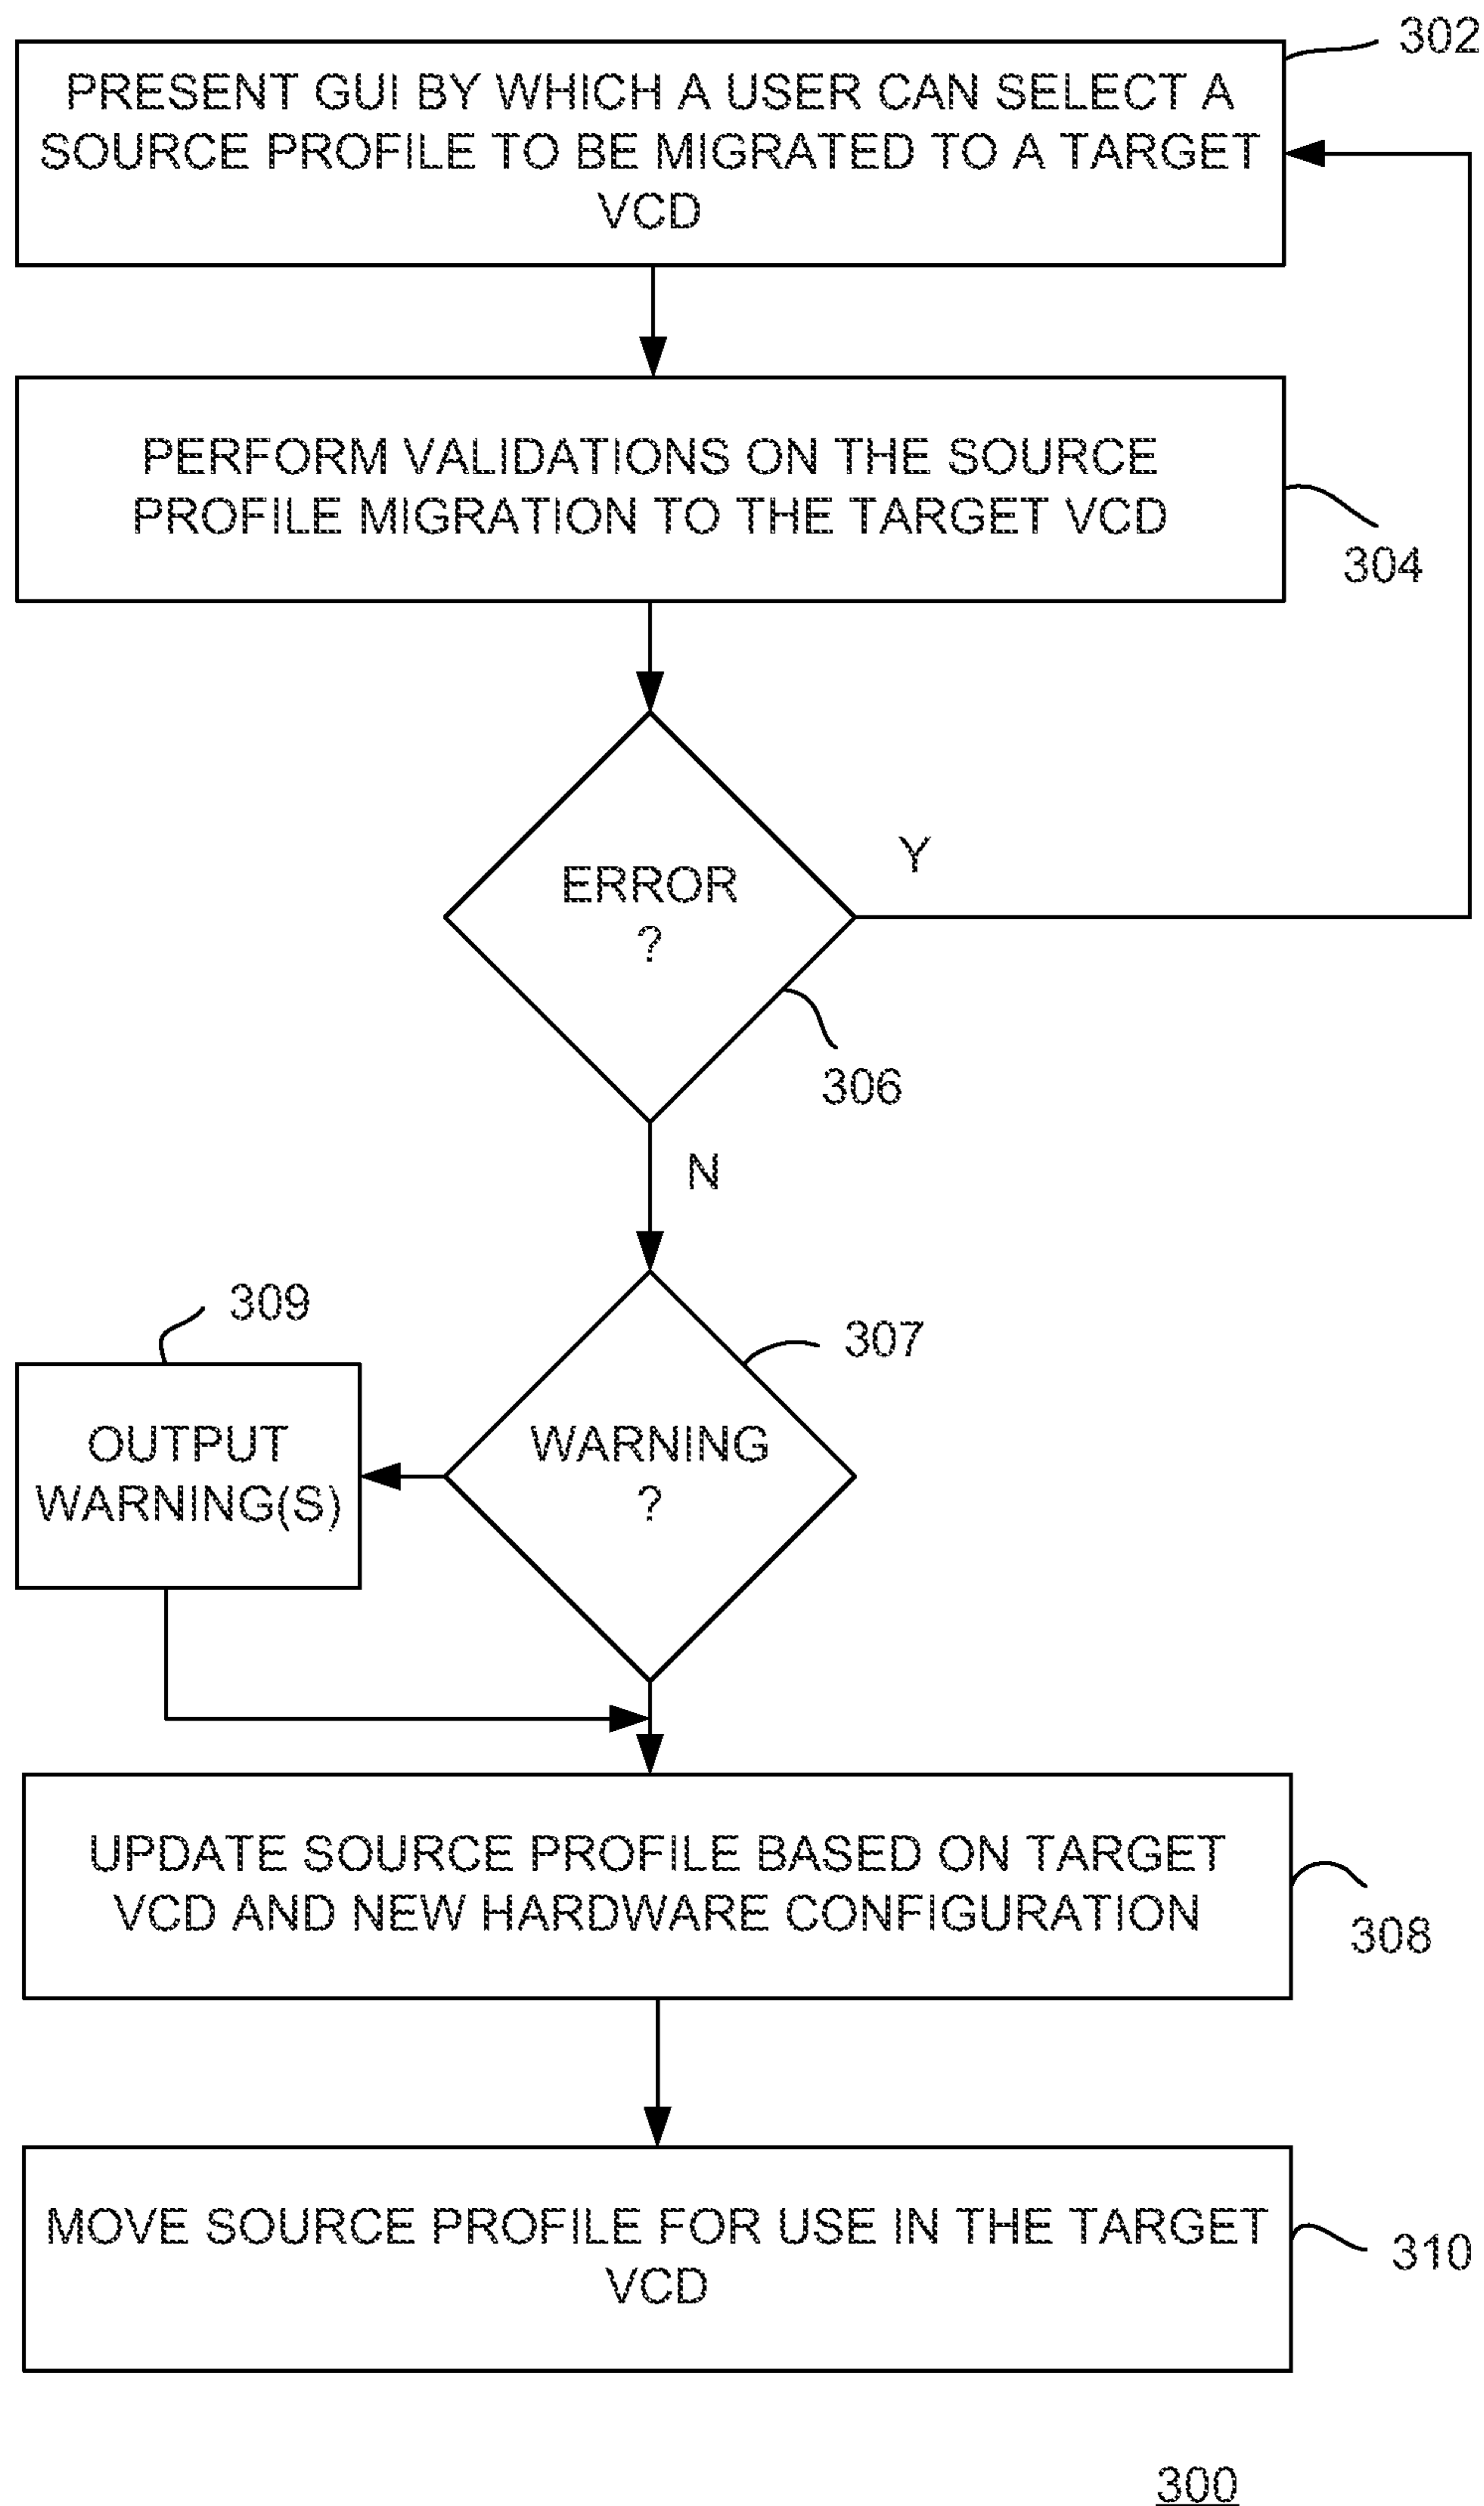 302
PRESENT GUI BY WHICH A USER CAN SELECT A
SOURCE PROFILE TO BE MIGRATED TO A TARGET
VCD
PERFORM VALIDATIONS ON THE SOURCE
PROFILE MIGRATION TO THE TARGET VCD
304
ERROR
?
Y
306
N
309
307
OUTPUT
WARNING(S)
WARNING
?
UPDATE SOURCE PROFILE BASED ON TARGET
VCD AND NEW HARDWARE CONFIGURATION
308
MOVE SOURCE PROFILE FOR USE IN THE TARGET
VCD
310
300